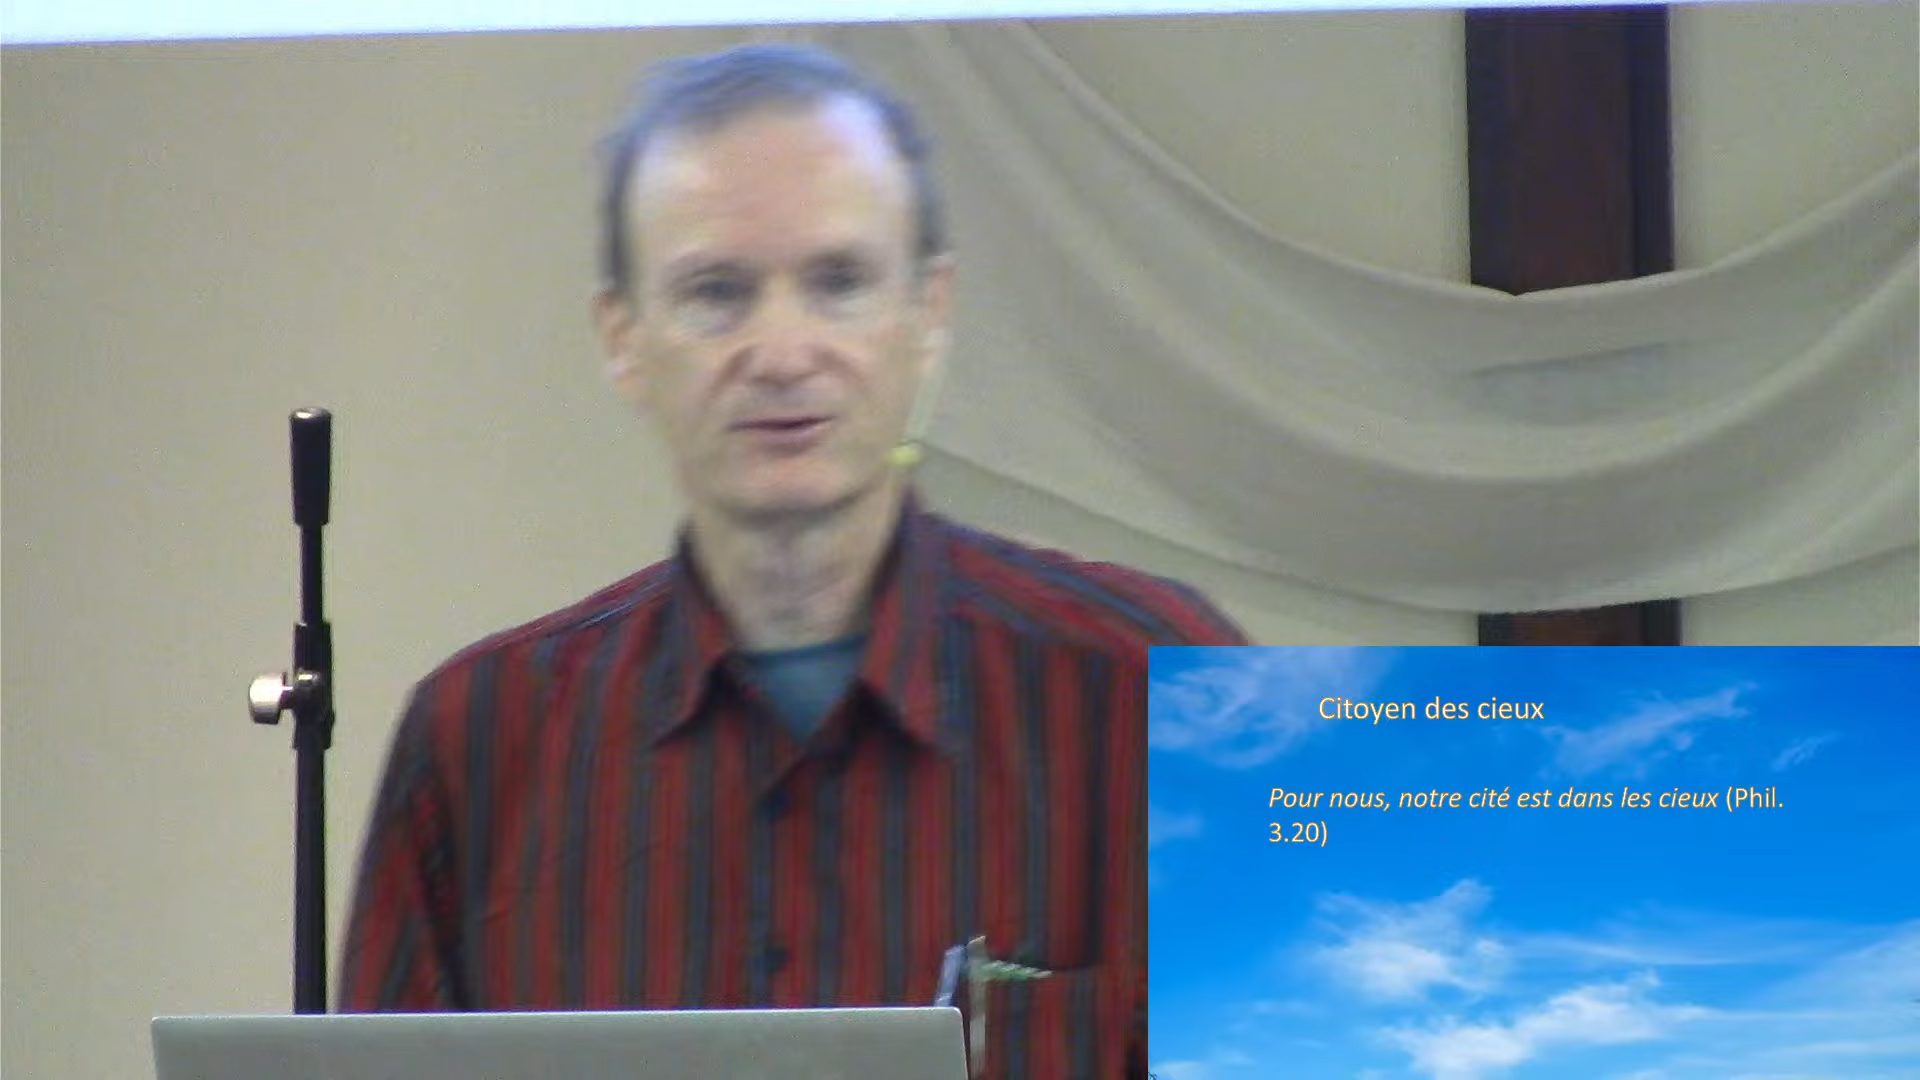 Citoyen des cieux
Pour nous, notre cité est dans les cieux (Phil.
3.20)